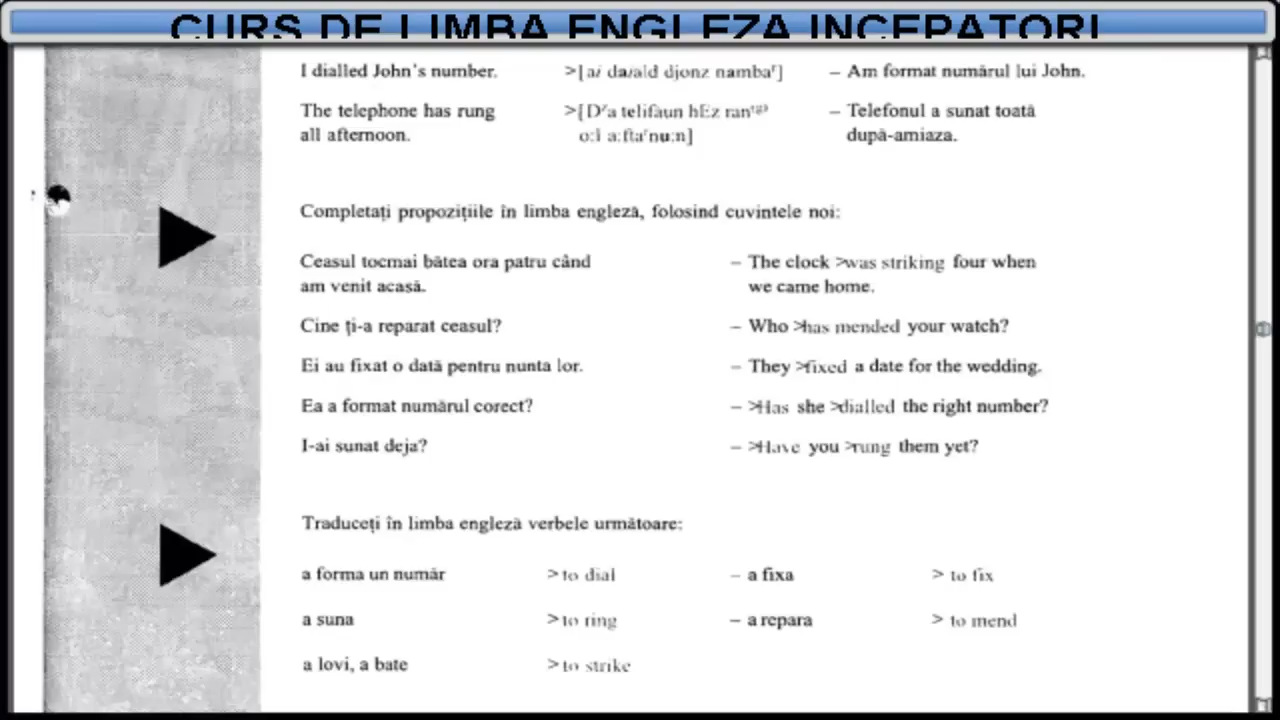 CURS DE LIMBA ENGLEZA INCEPATORI
I dialled John's number. >[ai daiald djonz nambaʳ] – Am format numărul lui John.
The telephone has rung >[Dʳa telifaun hEz ran⁽ᵍ⁾ – Telefonul a sunat toată
all afternoon. o:l a:ftaʳnu:n] după-amiaza.
Completați propozițiile în limba engleză, folosind cuvintele noi:
Ceasul tocmai bătea ora patru când – The clock >was striking four when
am venit acasă. we came home.
Cine ți-a reparat ceasul? – Who >has mended your watch?
Ei au fixat o dată pentru nunta lor. – They >fixed a date for the wedding.
Ea a format numărul corect? – >Has she >dialled the right number?
I-ai sunat deja? – >Have you >rung them yet?
Traduceți în limba engleză verbele următoare:
a forma un număr >to dial – a fixa > to fix
a suna >to ring – a repara > to mend
a lovi, a bate >to strike